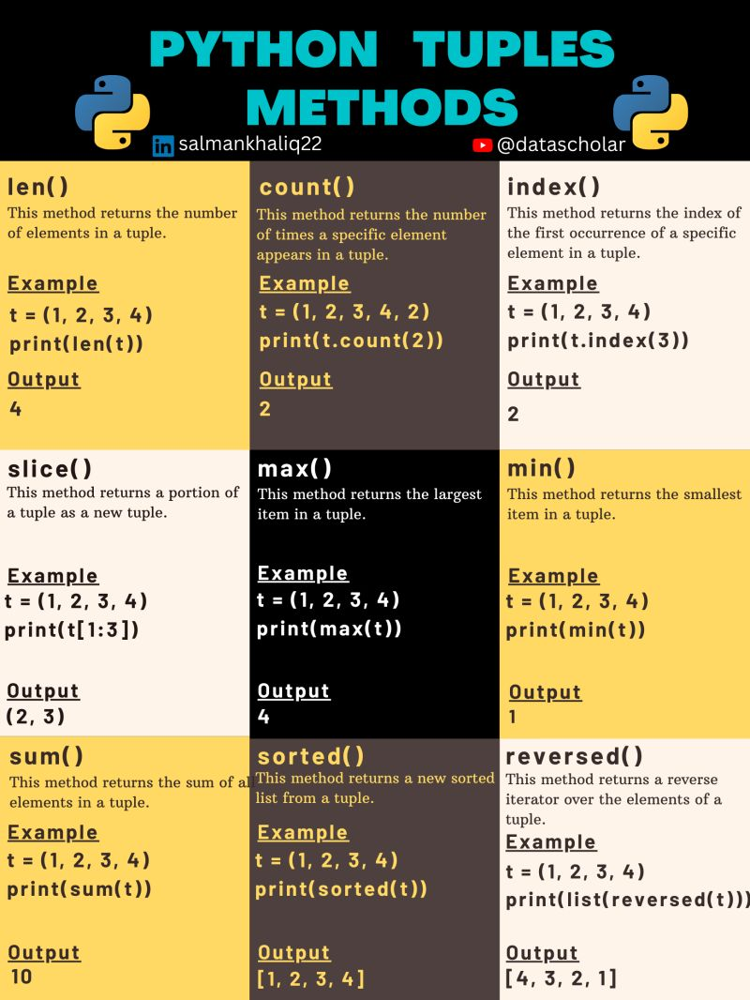 PYTHON TUPLES
METHODS
salmankhaliq22
@datascholar
len()
This method returns the number
of elements in a tuple.
Example
t = (1, 2, 3, 4)
print(len(t))
Output
4
count()
This method returns the number
of times a specific element
appears in a tuple.
Example
t = (1, 2, 3, 4, 2)
print(t.count(2))
Output
2
index()
This method returns the index of
the first occurrence of a specific
element in a tuple.
Example
t = (1, 2, 3, 4)
print(t.index(3))
Output
2
slice()
This method returns a portion of
a tuple as a new tuple.
Example
t = (1, 2, 3, 4)
print(t[1:3])
Output
(2, 3)
max()
This method returns the largest
item in a tuple.
Example
t = (1, 2, 3, 4)
print(max(t))
Output
4
min()
This method returns the smallest
item in a tuple.
Example
t = (1, 2, 3, 4)
print(min(t))
Output
1
sum()
This method returns the sum of all
elements in a tuple.
Example
t = (1, 2, 3, 4)
print(sum(t))
Output
10
sorted()
This method returns a new sorted
list from a tuple.
Example
t = (1, 2, 3, 4)
print(sorted(t))
Output
[1, 2, 3, 4]
reversed()
This method returns a reverse
iterator over the elements of a
tuple.
Example
t = (1, 2, 3, 4)
print(list(reversed(t)))
Output
[4, 3, 2, 1]